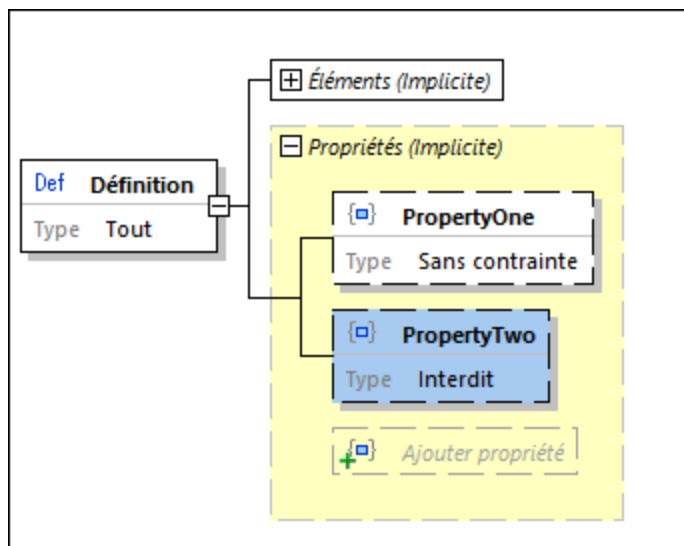 Éléments (Implicite)
Propriétés (Implicite)
Def Définition
Type Tout
PropertyOne
Type Sans contrainte
PropertyTwo
Type Interdit
Ajouter propriété